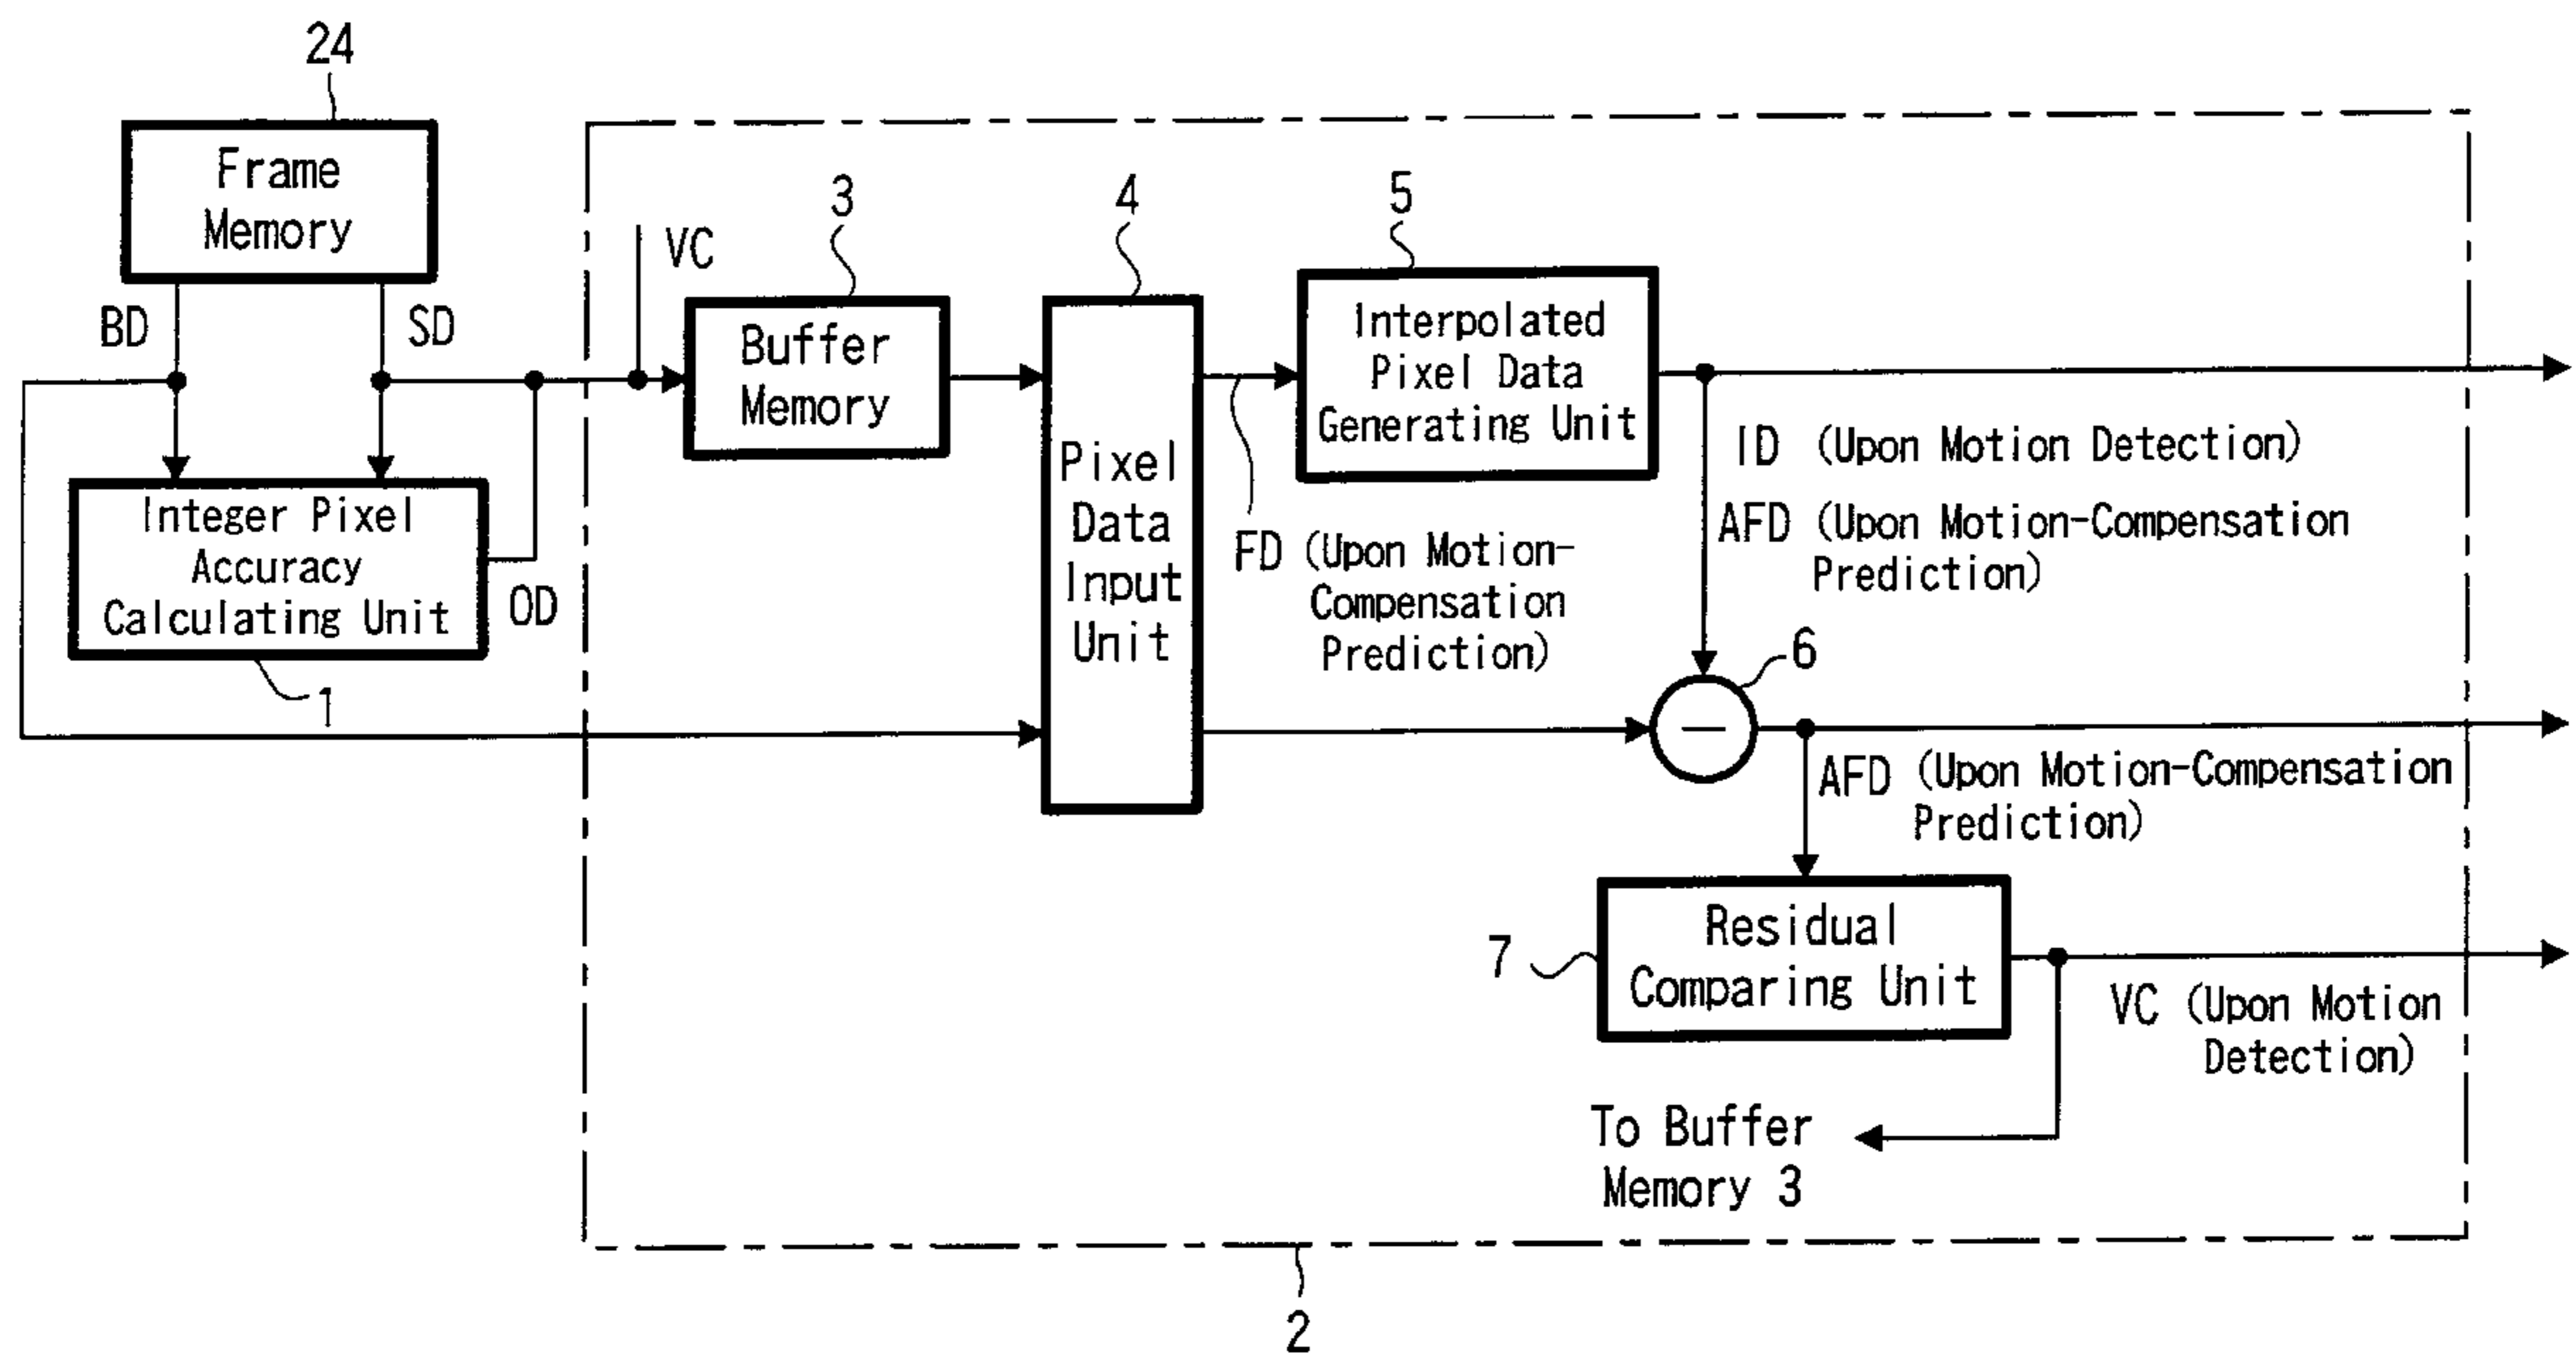 24
Frame
Memory
BD
SD
VC
3
Buffer
Memory
4
Pixel
Data
Input
Unit
5
Interpolated
Pixel Data
Generating Unit
Integer Pixel
Accuracy
Calculating Unit
OD
1
FD (Upon Motion-
Compensation
Prediction)
ID (Upon Motion Detection)
AFD (Upon Motion-Compensation
Prediction)
6
—
AFD (Upon Motion-Compensation
Prediction)
7
Residual
Comparing Unit
VC (Upon Motion
Detection)
To Buffer
Memory 3
2